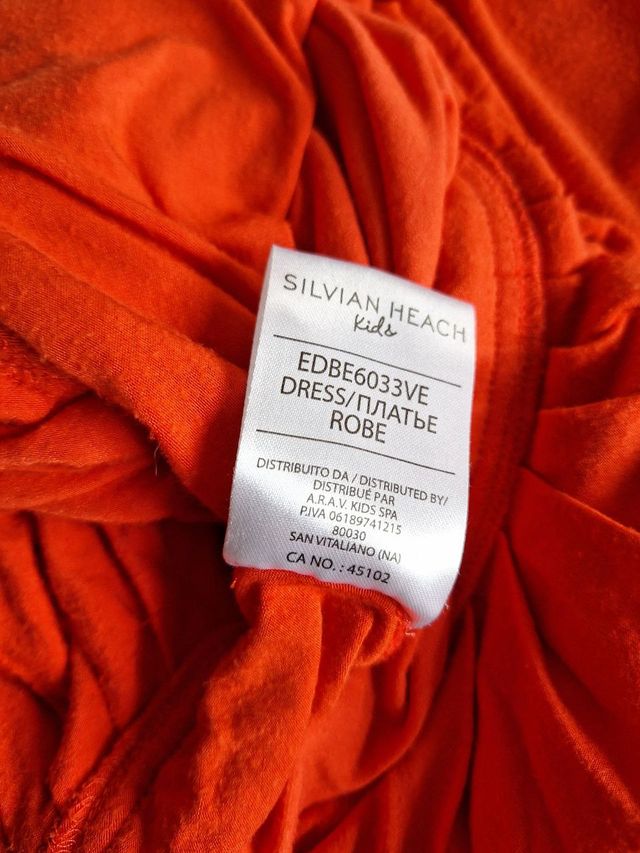 SILVIAN HEACH
Kids
EDBE6033VE
DRESS/ПЛАТЬЕ
ROBE
DISTRIBUITO DA / DISTRIBUTED BY/
DISTRIBUÉ PAR
A.R.A.V. KIDS SPA
P.IVA 06189741215
80030
SAN VITALIANO (NA)
CA NO. : 45102